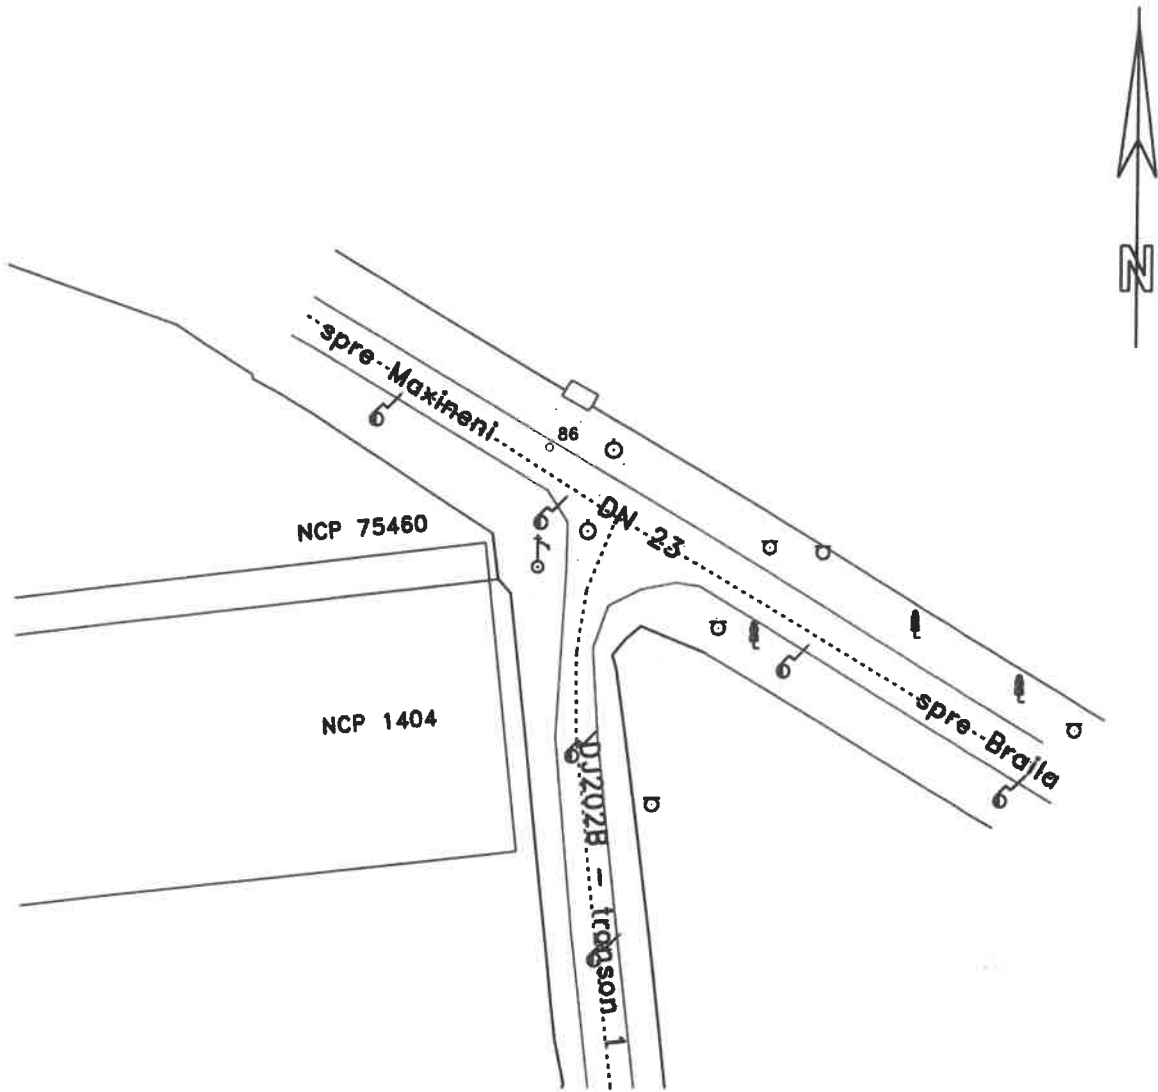 N
spre Maxineni
86
DN 23
NCP 75460
NCP 1404
spre Braila
DJ202B - tronson 1